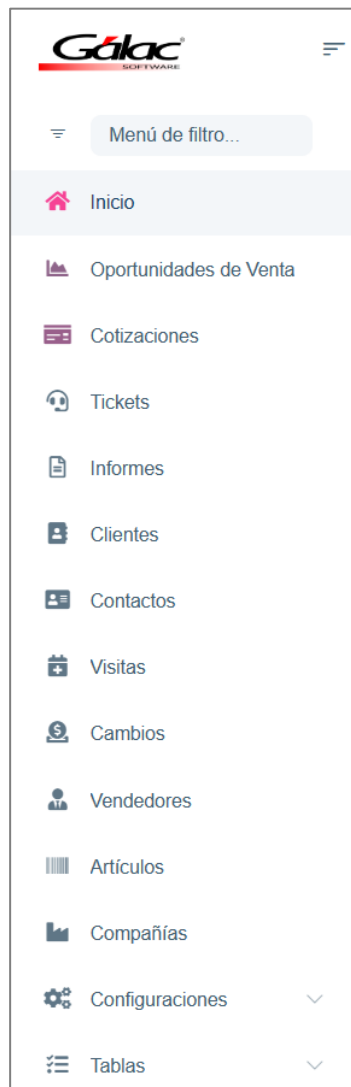 Gálac
SOFTWARE
Menú de filtro...
Inicio
Oportunidades de Venta
Cotizaciones
Tickets
Informes
Clientes
Contactos
Visitas
Cambios
Vendedores
Artículos
Compañías
Configuraciones
Tablas